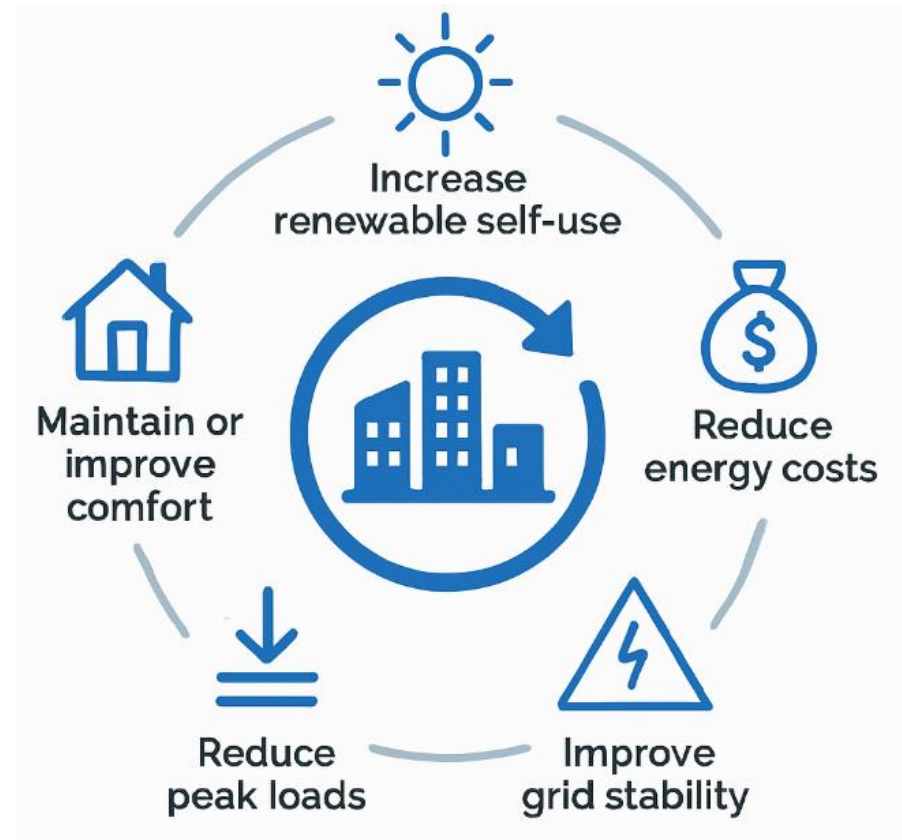 Increase
renewable self-use
$
Reduce
energy costs
Improve
grid stability
Reduce
peak loads
Maintain or
improve
comfort